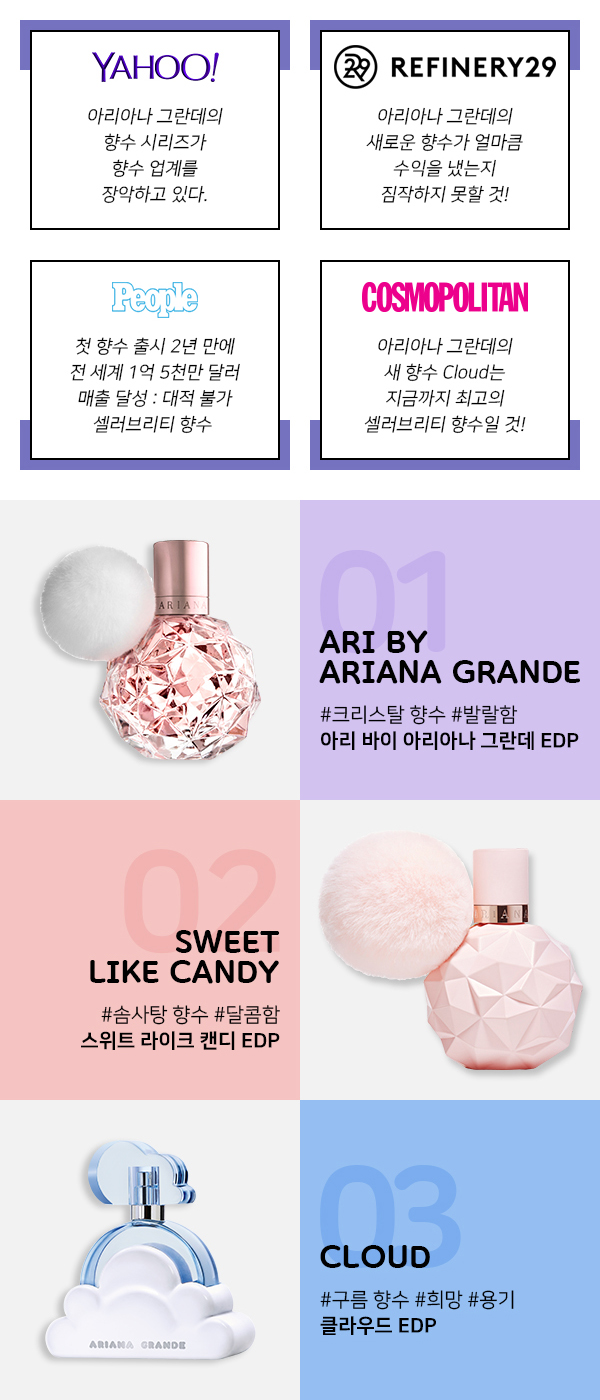 YAHOO!
아리아나 그란데의
향수 시리즈가
향수 업계를
장악하고 있다.
29 REFINERY29
아리아나 그란데의
새로운 향수가 얼마큼
수익을 냈는지
짐작하지 못할 것!
People
첫 향수 출시 2년 만에
전 세계 1억 5천만 달러
매출 달성 : 대적 불가
셀러브리티 향수
COSMOPOLITAN
아리아나 그란데의
새 향수 Cloud는
지금까지 최고의
셀러브리티 향수일 것!
ARIANA
01
ARI BY
ARIANA GRANDE
#크리스탈 향수 #발랄함
아리 바이 아리아나 그란데 EDP
02
SWEET
LIKE CANDY
#솜사탕 향수 #달콤함
스위트 라이크 캔디 EDP
ARIANA GRANDE
03
CLOUD
#구름 향수 #희망 #용기
클라우드 EDP